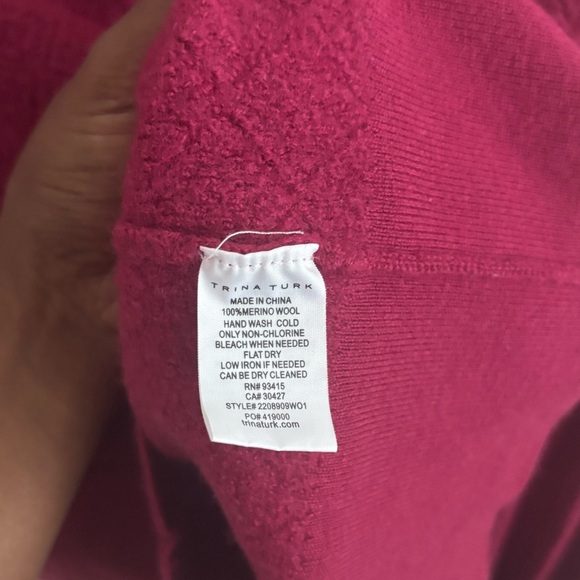 TRINA TURK
MADE IN CHINA
100%MERINO WOOL
HAND WASH COLD
ONLY NON-CHLORINE
BLEACH WHEN NEEDED
FLAT DRY
LOW IRON IF NEEDED
CAN BE DRY CLEANED
RN# 93415
CA# 30427
STYLE# 2208909WO1
PO# 419000
trinaturk.com